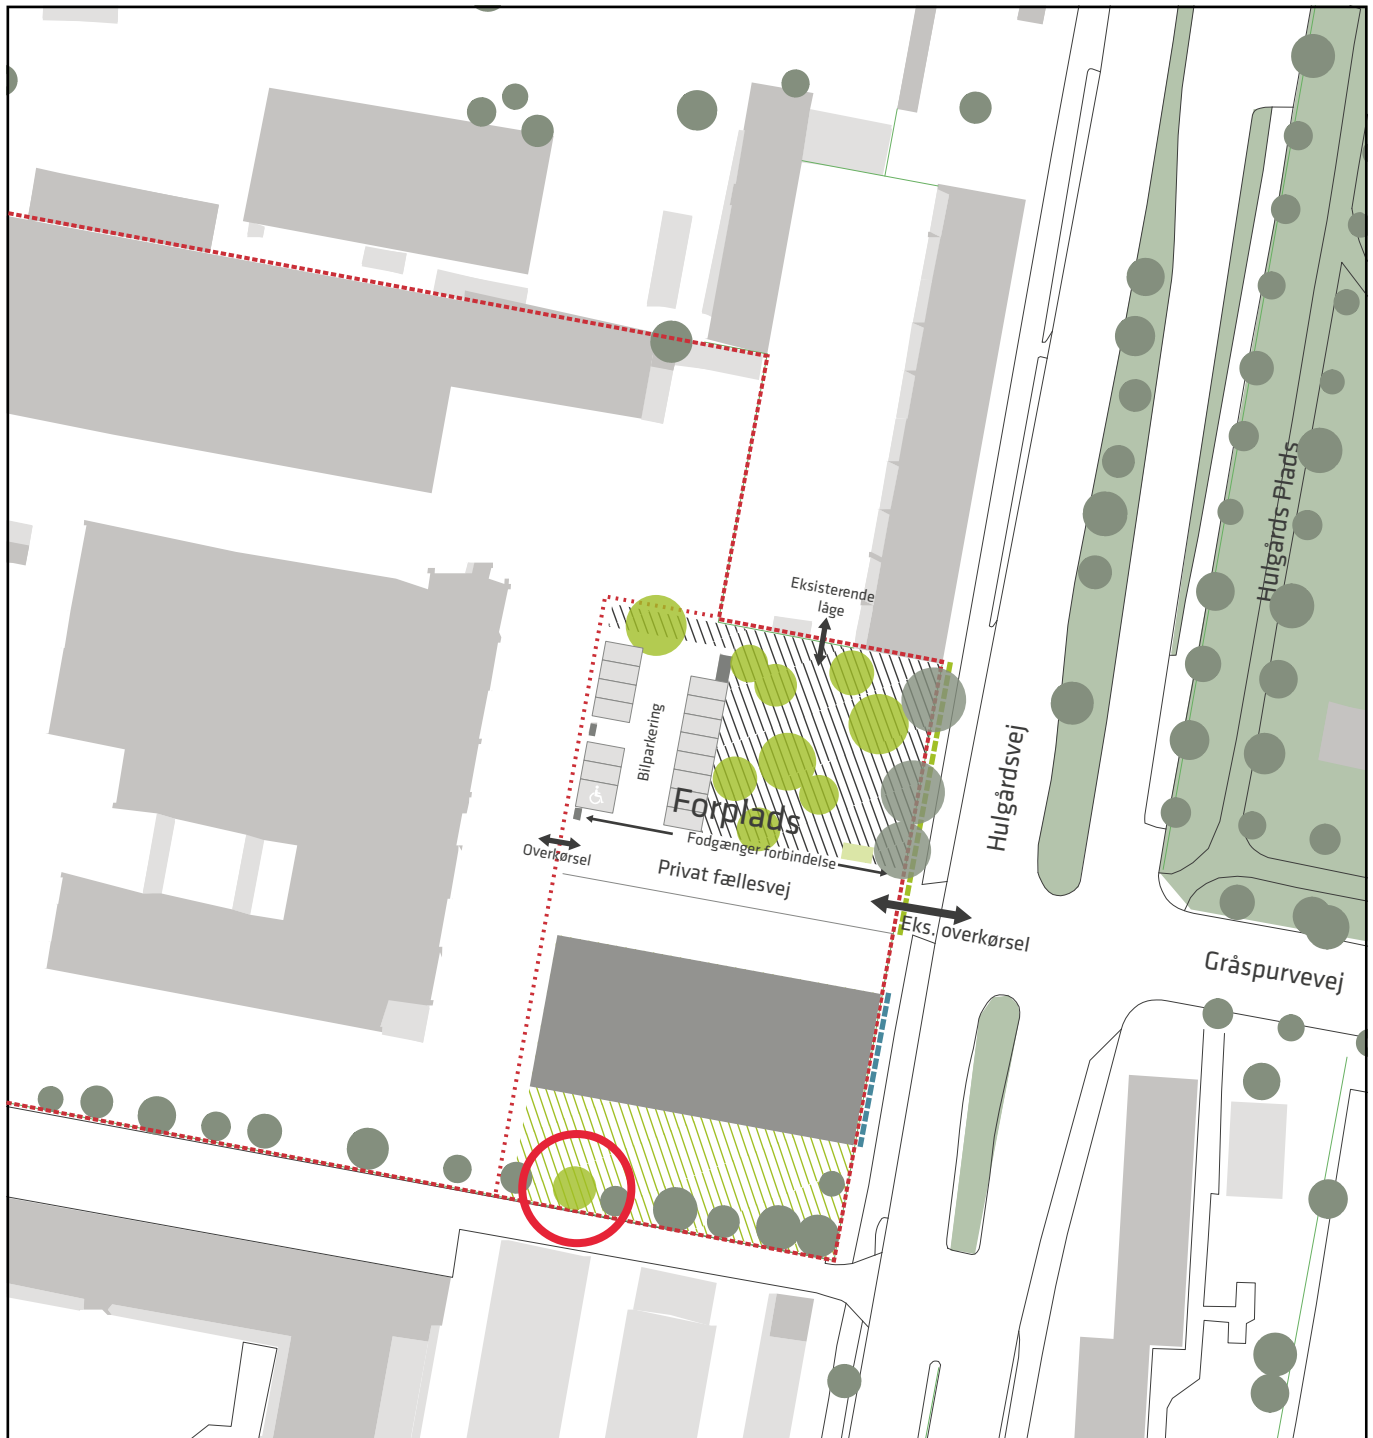 Hulgårds Plads
Eksisterende
låge
Bilparkering
Hulgårdsvej
Forplads
Fodgænger forbindelse
Overkørsel
Privat fællesvej
Eks. overkørsel
Gråspurvevej